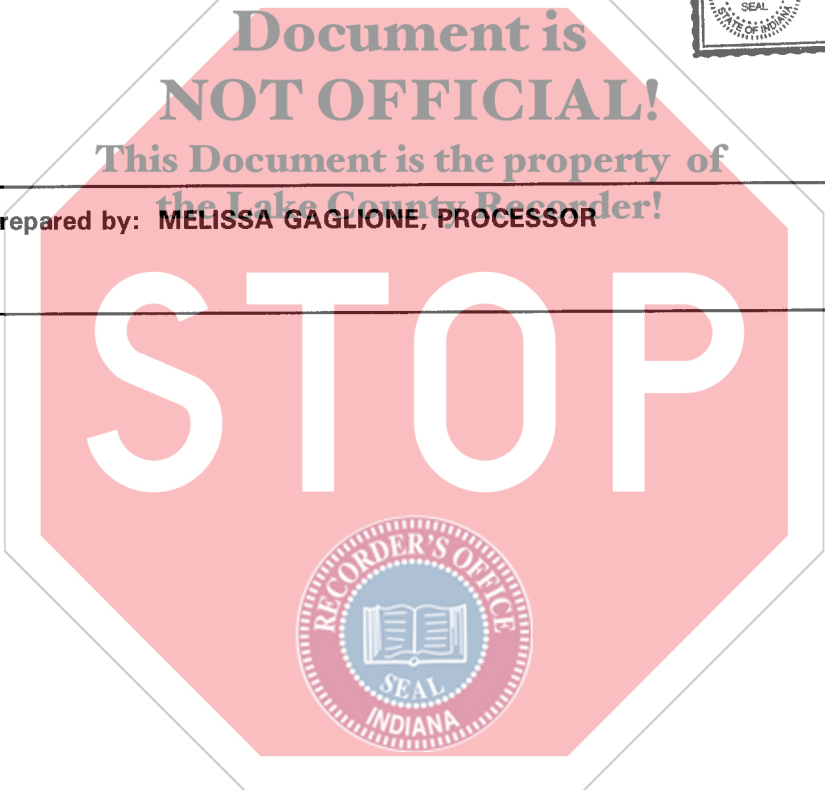 SEAL
STATE OF INDIANA
Document is
NOT OFFICIAL!
This Document is the property of
the Lake County Recorder!
repared by: MELISSA GAGLIONE, PROCESSOR
STOP
RECORDER'S OFFICE
SEAL
INDIANA